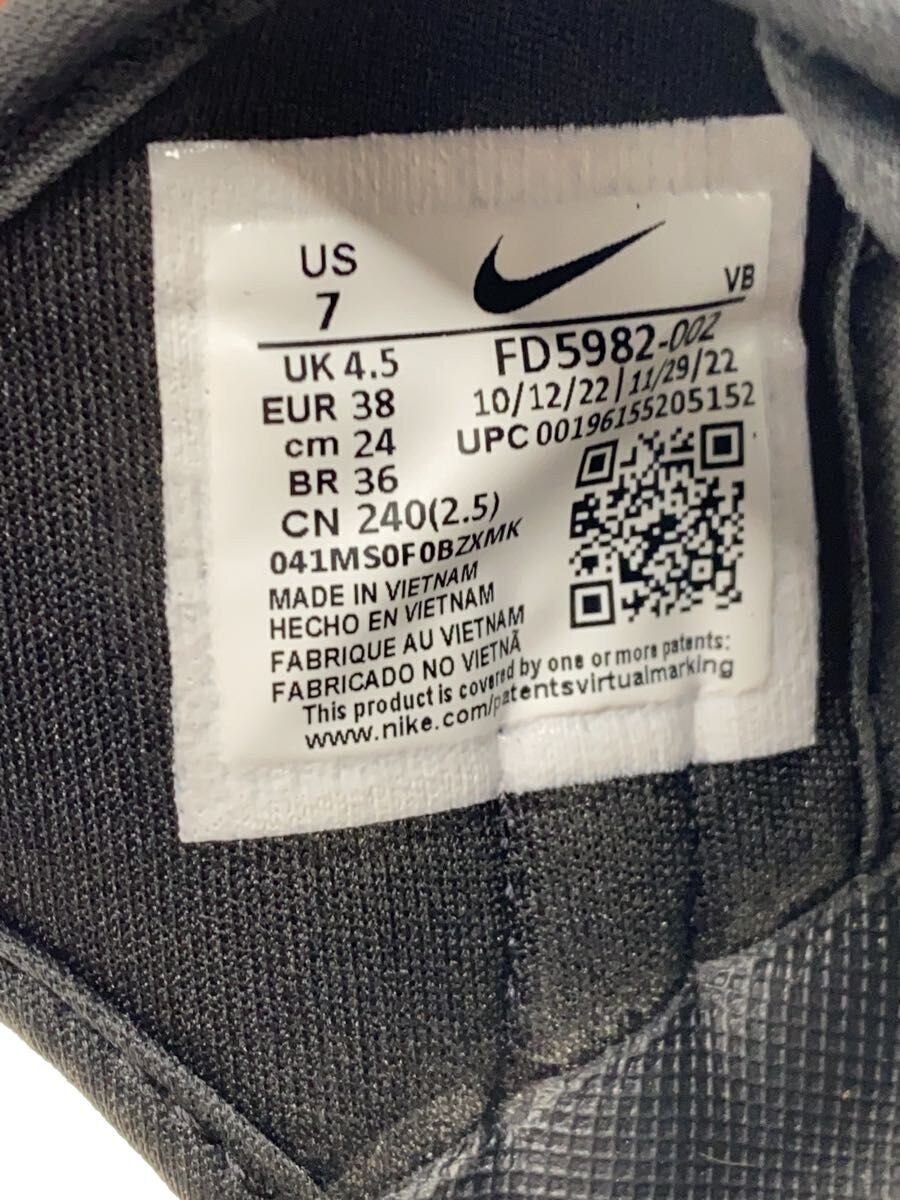 US
7
VB
UK 4.5
EUR 38
cm 24
BR 36
CN 240(2.5)
FD5982-002
10/12/22|11/29/22
UPC 00196155205152
041MS0F0BZXMK
MADE IN VIETNAM
HECHO EN VIETNAM
FABRIQUE AU VIETNAM
FABRICADO NO VIETNÃ
This product is covered by one or more patents:
www.nike.com/patentsvirtualmarking